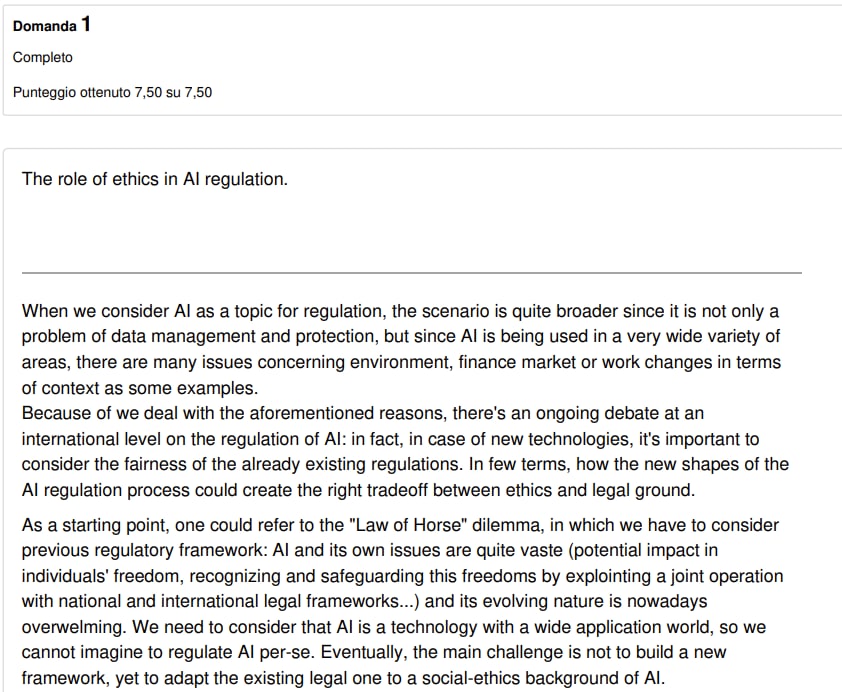 Domanda 1
Completo
Punteggio ottenuto 7,50 su 7,50
The role of ethics in AI regulation.
When we consider AI as a topic for regulation, the scenario is quite broader since it is not only a
problem of data management and protection, but since AI is being used in a very wide variety of
areas, there are many issues concerning environment, finance market or work changes in terms
of context as some examples.
Because of we deal with the aforementioned reasons, there's an ongoing debate at an
international level on the regulation of AI: in fact, in case of new technologies, it's important to
consider the fairness of the already existing regulations. In few terms, how the new shapes of the
AI regulation process could create the right tradeoff between ethics and legal ground.
As a starting point, one could refer to the "Law of Horse" dilemma, in which we have to consider
previous regulatory framework: AI and its own issues are quite vaste (potential impact in
individuals' freedom, recognizing and safeguarding this freedoms by explointing a joint operation
with national and international legal frameworks...) and its evolving nature is nowadays
overwelming. We need to consider that AI is a technology with a wide application world, so we
cannot imagine to regulate AI per-se. Eventually, the main challenge is not to build a new
framework, yet to adapt the existing legal one to a social-ethics background of AI.